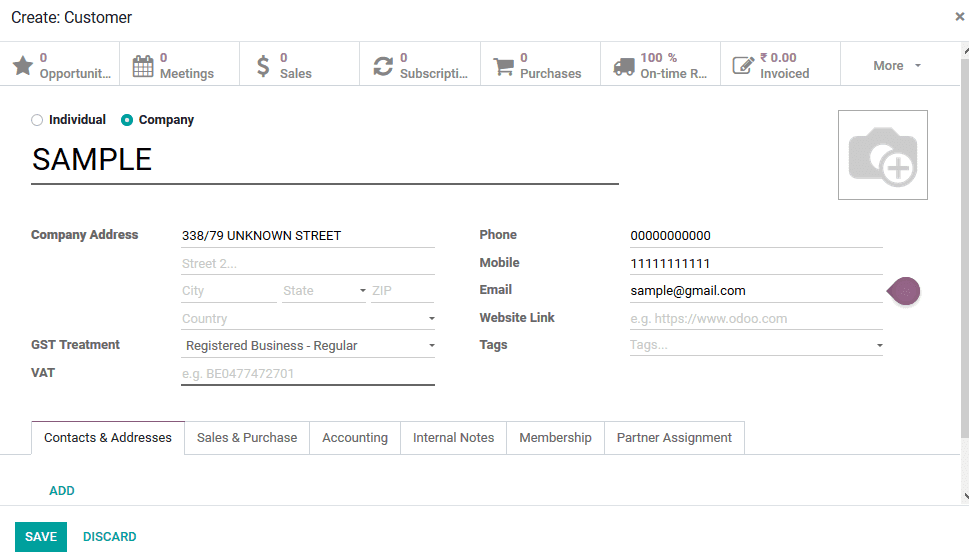 Create: Customer ×
0 Opportunit... 0 Meetings 0 Sales 0 Subscripti... 0 Purchases 100 % On-time R... ₹ 0.00 Invoiced More
Individual Company
SAMPLE
Company Address 338/79 UNKNOWN STREET Phone 00000000000
Street 2... Mobile 11111111111
City State ZIP Email sample@gmail.com
Country Website Link e.g. https://www.odoo.com
GST Treatment Registered Business - Regular Tags Tags...
VAT e.g. BE0477472701
Contacts & Addresses Sales & Purchase Accounting Internal Notes Membership Partner Assignment
ADD
SAVE DISCARD